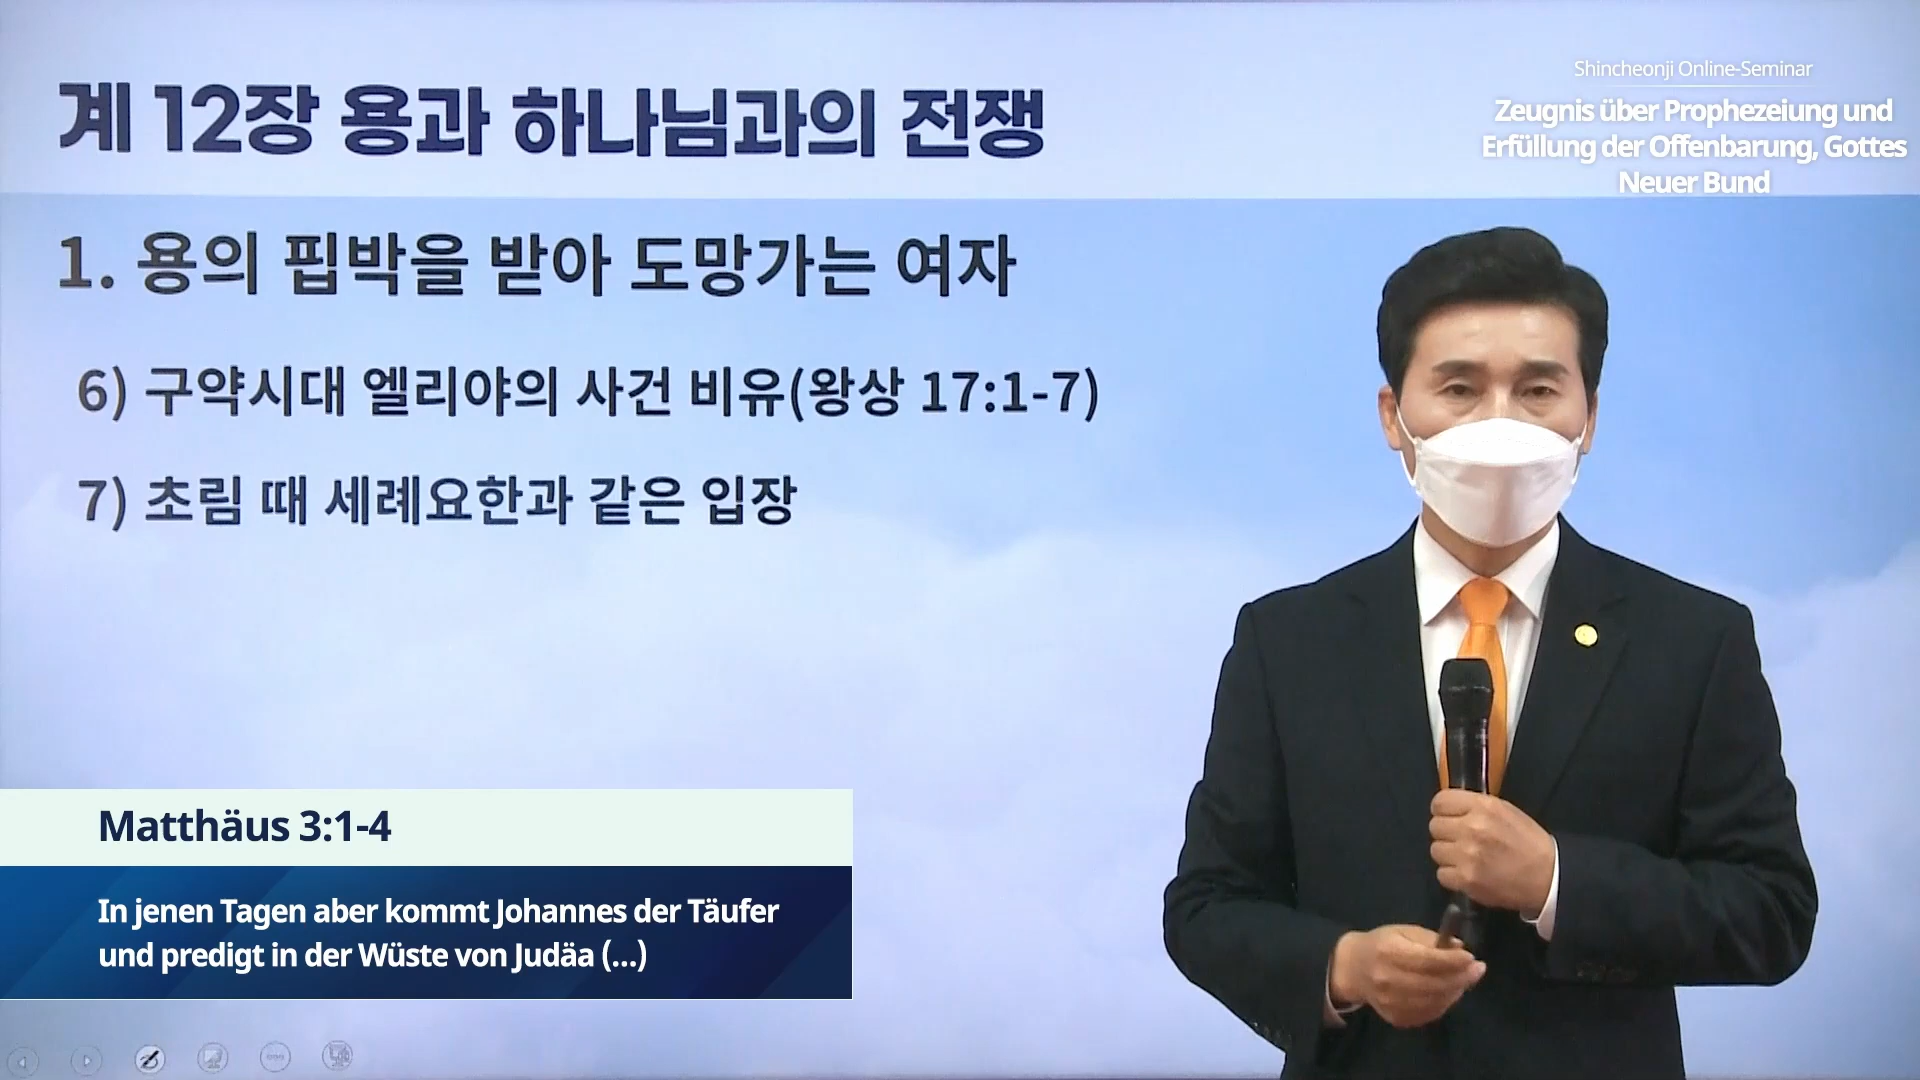 계 12장 용과 하나님과의 전쟁
Shincheonji Online-Seminar
Zeugnis über Prophezeiung und
Erfüllung der Offenbarung, Gottes
Neuer Bund
1. 용의 핍박을 받아 도망가는 여자
6) 구약시대 엘리야의 사건 비유(왕상 17:1-7)
7) 초림 때 세례요한과 같은 입장
Matthäus 3:1-4
In jenen Tagen aber kommt Johannes der Täufer
und predigt in der Wüste von Judäa (...)